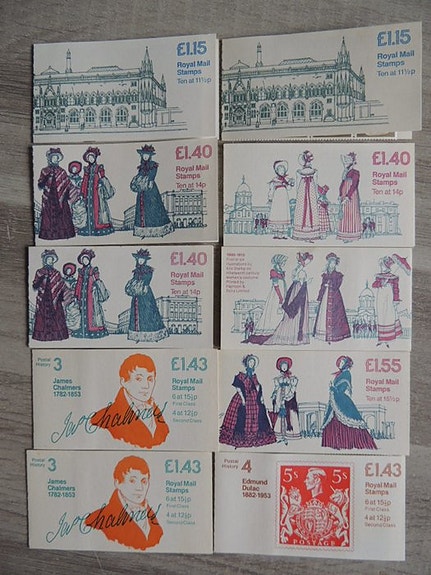 £1.15
Royal Mail
Stamps
Ten at 11½p
£1.15
Royal Mail
Stamps
Ten at 11½p
£1.40
Royal Mail
Stamps
Ten at 14p
£1.40
Royal Mail
Stamps
Ten at 14p
£1.40
Royal Mail
Stamps
Ten at 14p
1800-1815
Postal
History 3
James
Chalmers
1782-1853
Jas Chalmers
£1.43
Royal Mail
Stamps
6 at 15½p
First Class
4 at 12½p
Second Class
£1.55
Royal Mail
Stamps
Ten at 15½p
Postal
History 3
James
Chalmers
1782-1853
Jas Chalmers
£1.43
Royal Mail
Stamps
6 at 15½p
First Class
4 at 12½p
Second Class
Postal
History 4
Edmund
Dulac
1882-1953
5s 5s
POSTAGE
£1.43
Royal Mail
Stamps
6 at 15½p
First Class
4 at 12½p
Second Class